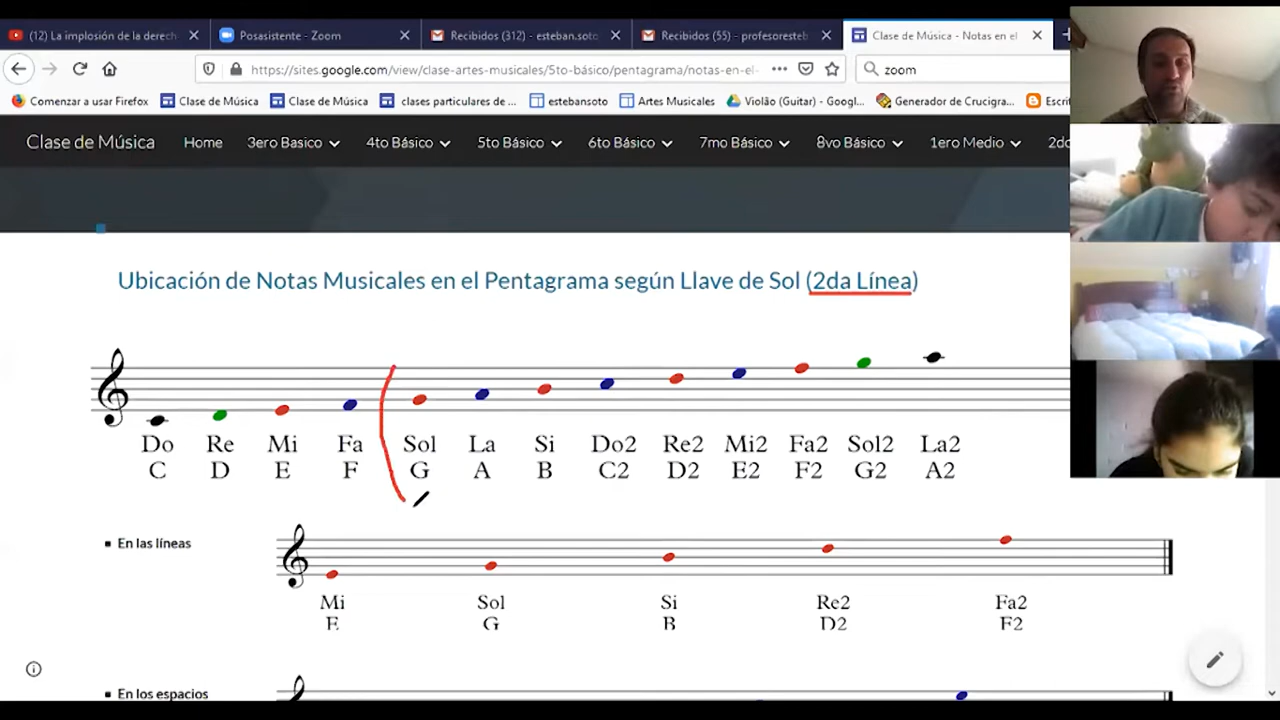 (12) La implosión de la derech
Posasistente - Zoom
Recibidos (312) - esteban.soto
Recibidos (55) - profesoresteb
Clase de Música - Notas en el
https://sites.google.com/view/clase-artes-musicales/5to-básico/pentagrama/notas-en-el-
zoom
Comenzar a usar Firefox
Clase de Música
Clase de Música
clases particulares de ...
estebansoto
Artes Musicales
Violão (Guitar) - Googl...
Generador de Crucigra...
Escrit
Clase de Música
Home
3ero Basico
4to Básico
5to Básico
6to Básico
7mo Básico
8vo Básico
1ero Medio
2do
Ubicación de Notas Musicales en el Pentagrama según Llave de Sol (2da Línea)
Do Re Mi Fa Sol La Si Do2 Re2 Mi2 Fa2 Sol2 La2
C D E F G A B C2 D2 E2 F2 G2 A2
En las líneas
Mi Sol Si Re2 Fa2
E G B D2 F2
En los espacios